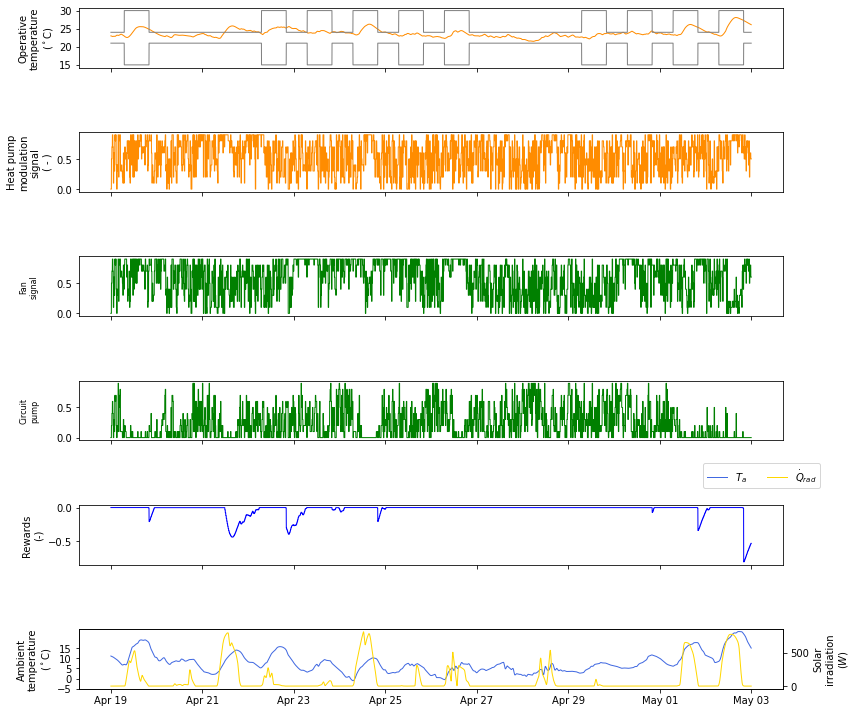 Operative
temperature
(°C)
30
25
20
15
Heat pump
modulation
signal
( - )
0.5
0.0
Fan
signal
0.5
0.0
Circuit
pump
0.5
0.0
T_a
Q̇_rad
Rewards
(-)
0.0
−0.5
Ambient
temperature
(°C)
15
10
5
0
−5
500
0
Solar
irradiation
(W)
Apr 19
Apr 21
Apr 23
Apr 25
Apr 27
Apr 29
May 01
May 03